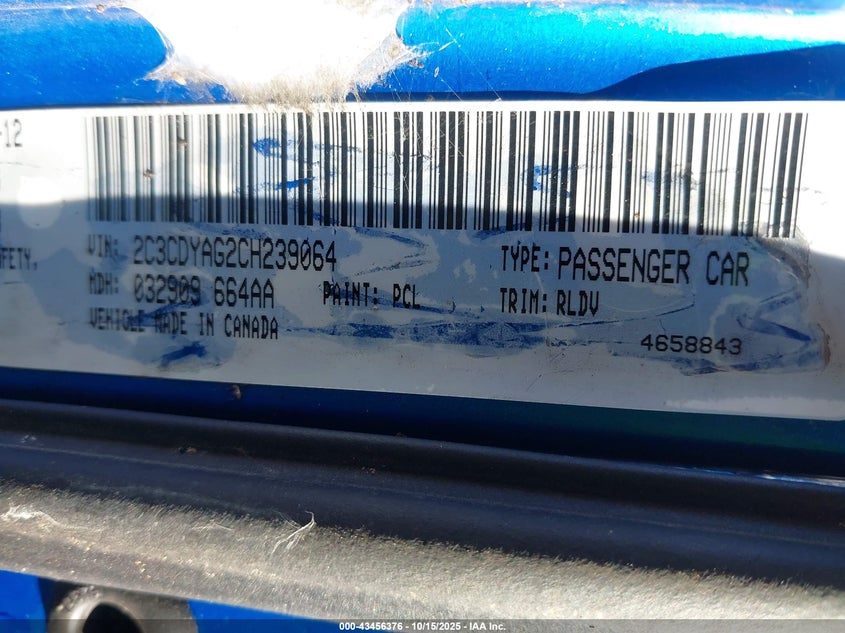 -12
FETY.
VIN: 2C3CDYAG2CH239064 TYPE: PASSENGER CAR
MDH: 032909 664AA PAINT: PCL TRIM: RLDV
VEHICLE MADE IN CANADA
4658843
000-43456376 | 10/15/2025 | IAA Inc.